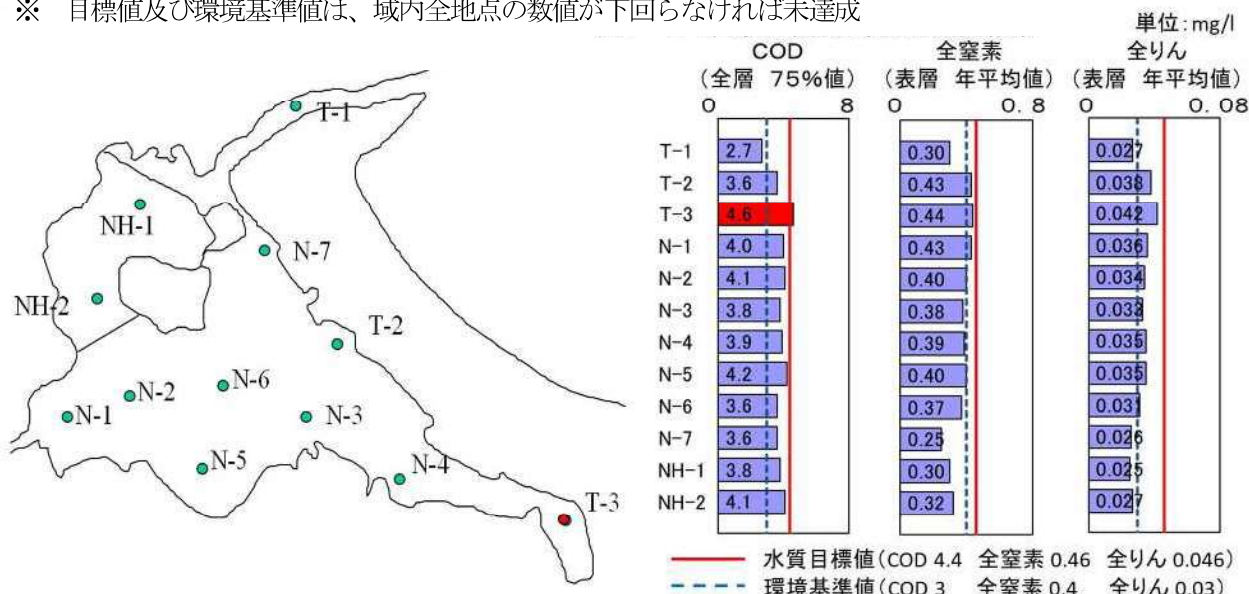 ※ 目標値及び環境基準値は、域内全地点の数値が下回らなければ未達成
単位:mg/l
COD
(全層 75%値)
0 8
全窒素
(表層 年平均値)
0 0.8
全りん
(表層 年平均値)
0 0.08
T-1 2.7 0.30 0.027
T-2 3.6 0.43 0.038
T-3 4.6 0.44 0.042
N-1 4.0 0.43 0.036
N-2 4.1 0.40 0.034
N-3 3.8 0.38 0.033
N-4 3.9 0.39 0.035
N-5 4.2 0.40 0.035
N-6 3.6 0.37 0.031
N-7 3.6 0.25 0.026
NH-1 3.8 0.30 0.025
NH-2 4.1 0.32 0.027
水質目標値(COD 4.4 全窒素 0.46 全りん 0.046)
環境基準値(COD 3 全窒素 0.4 全りん 0.03)
T-1
NH-1
N-7
NH-2
T-2
N-6
N-2
N-1
N-3
N-5
N-4
T-3